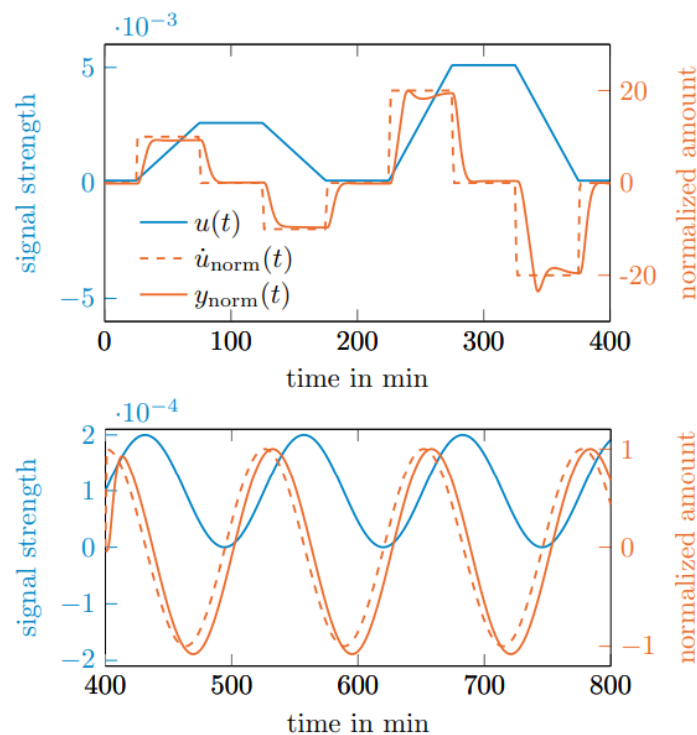 ·10⁻³
5
0
−5
signal strength
20
0
-20
normalized amount
u(t)
u̇norm(t)
ynorm(t)
0 100 200 300 400
time in min
·10⁻⁴
2
1
0
−1
−2
signal strength
1
0
−1
normalized amount
400 500 600 700 800
time in min